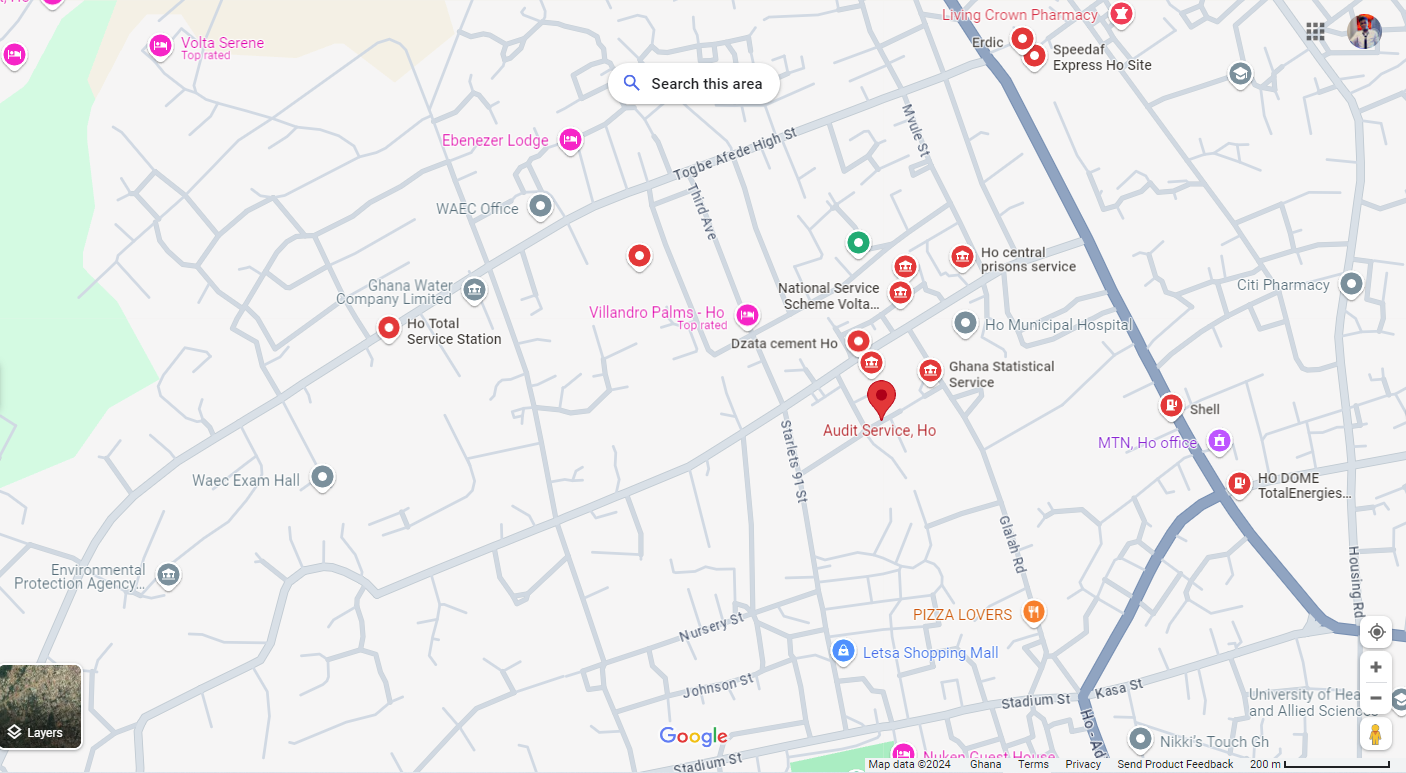 Living Crown Pharmacy
Volta Serene
Top rated
Erdic
Speedaf
Express Ho Site
Search this area
Mvule St
Ebenezer Lodge
Togbe Afede High St
WAEC Office
Third Ave
Ho central
prisons service
Ghana Water
Company Limited
National Service
Scheme Volta...
Citi Pharmacy
Villandro Palms - Ho
Top rated
Ho Total
Service Station
Ho Municipal Hospital
Dzata cement Ho
Ghana Statistical
Service
Shell
Audit Service, Ho
MTN, Ho office
Starlets 91 St
Waec Exam Hall
HO DOME
TotalEnergies...
Glalah Rd
Environmental
Protection Agency...
Housing Rd
PIZZA LOVERS
Nursery St
Letsa Shopping Mall
Johnson St
Stadium St
Kasa St
University of Hea
and Allied Scienc
Layers
Google
Ho - Ad
Nikki's Touch Gh
Nuken Guest House
Stadium St
Map data ©2024
Ghana
Terms
Privacy
Send Product Feedback
200 m